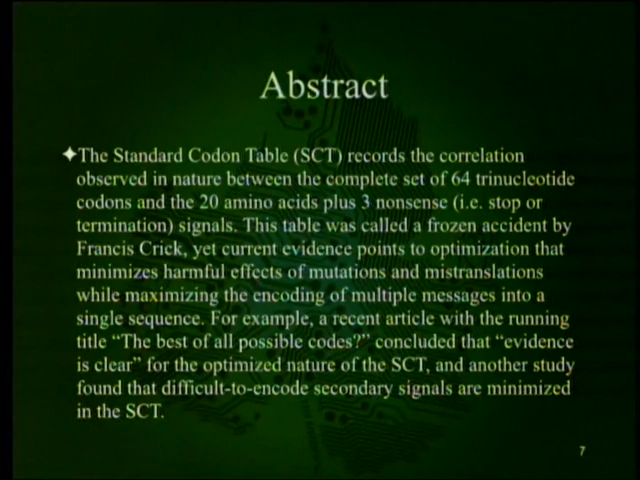 Abstract
✦The Standard Codon Table (SCT) records the correlation
observed in nature between the complete set of 64 trinucleotide
codons and the 20 amino acids plus 3 nonsense (i.e. stop or
termination) signals. This table was called a frozen accident by
Francis Crick, yet current evidence points to optimization that
minimizes harmful effects of mutations and mistranslations
while maximizing the encoding of multiple messages into a
single sequence. For example, a recent article with the running
title “The best of all possible codes?” concluded that “evidence
is clear” for the optimized nature of the SCT, and another study
found that difficult-to-encode secondary signals are minimized
in the SCT.
7